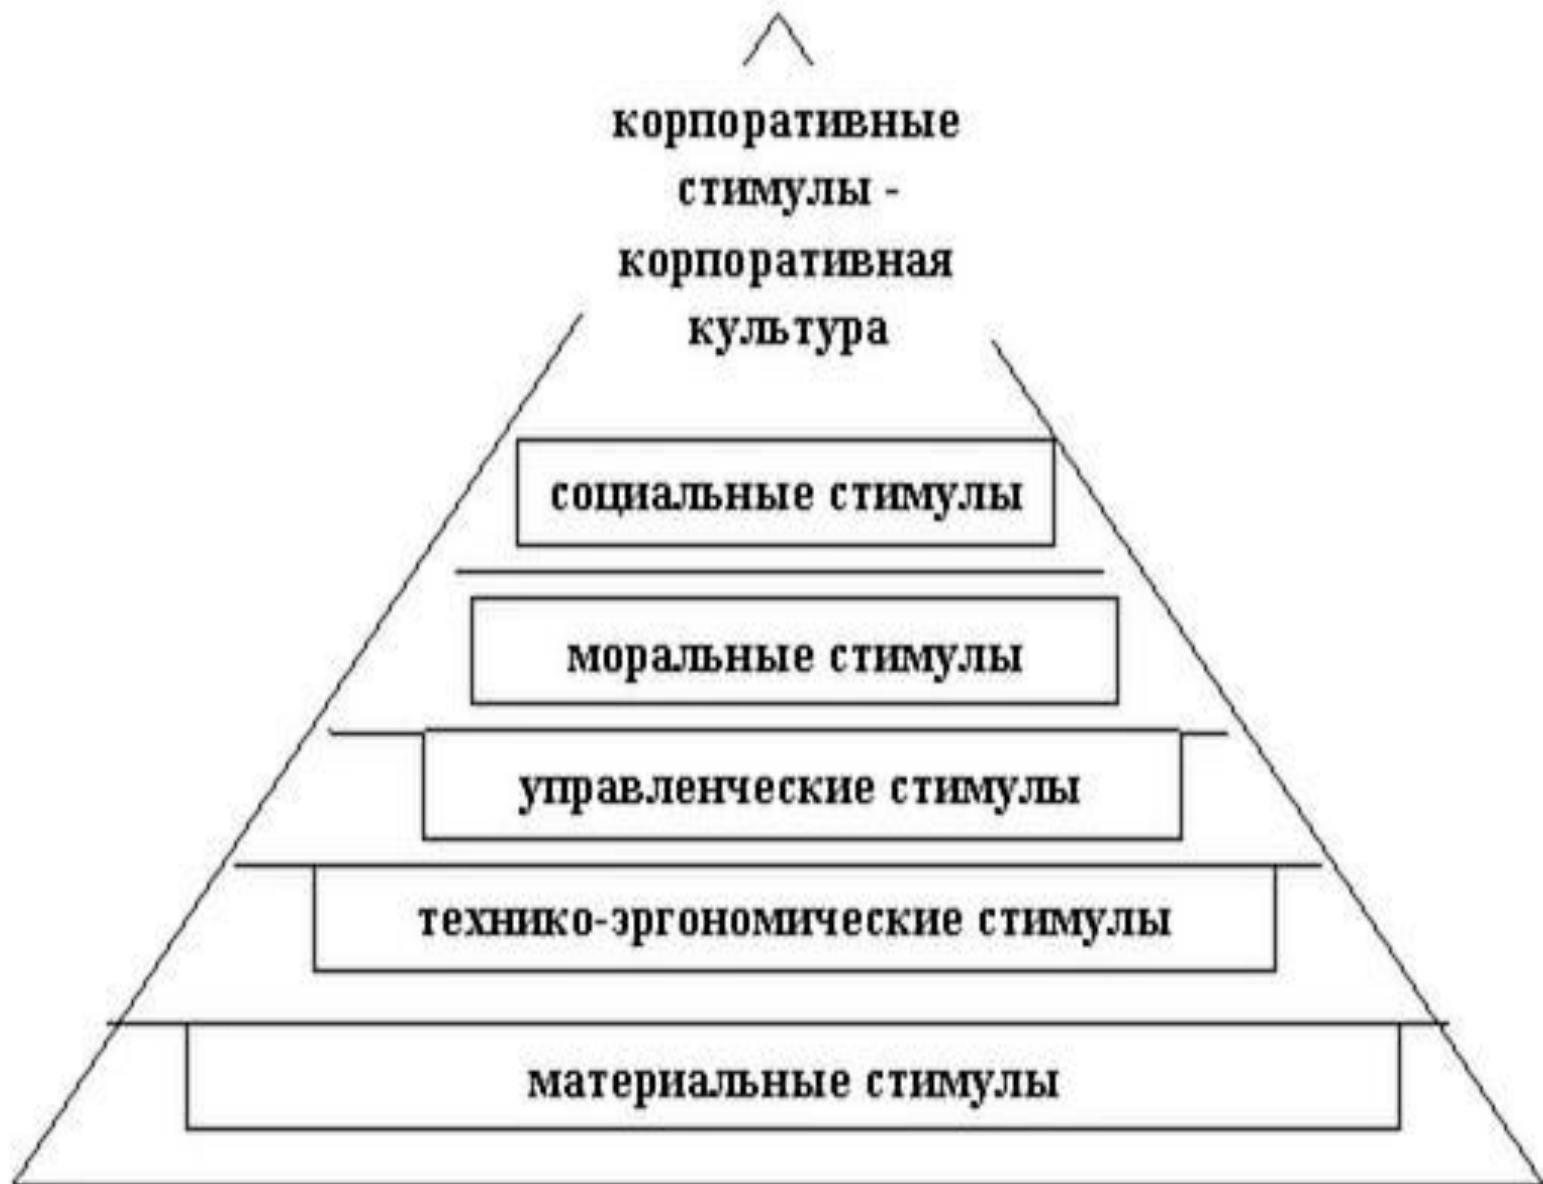 корпоративные
стимулы -
корпоративная
культура
социальные стимулы
моральные стимулы
управленческие стимулы
технико-эргономические стимулы
материальные стимулы